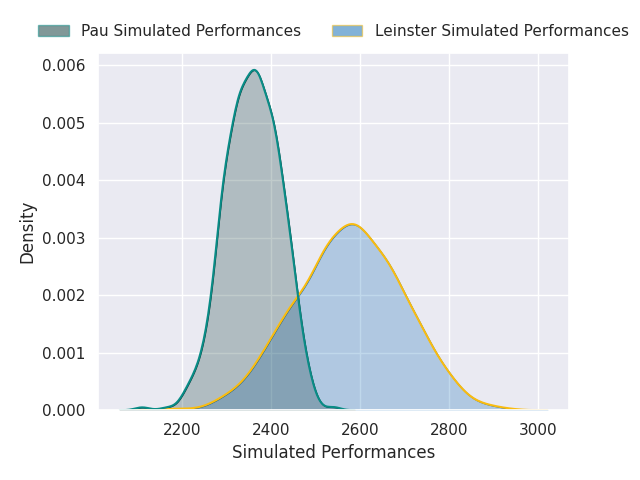 Pau Simulated Performances
Leinster Simulated Performances
0.006
0.005
0.004
0.003
0.002
0.001
0.000
Density
2200 2400 2600 2800 3000
Simulated Performances